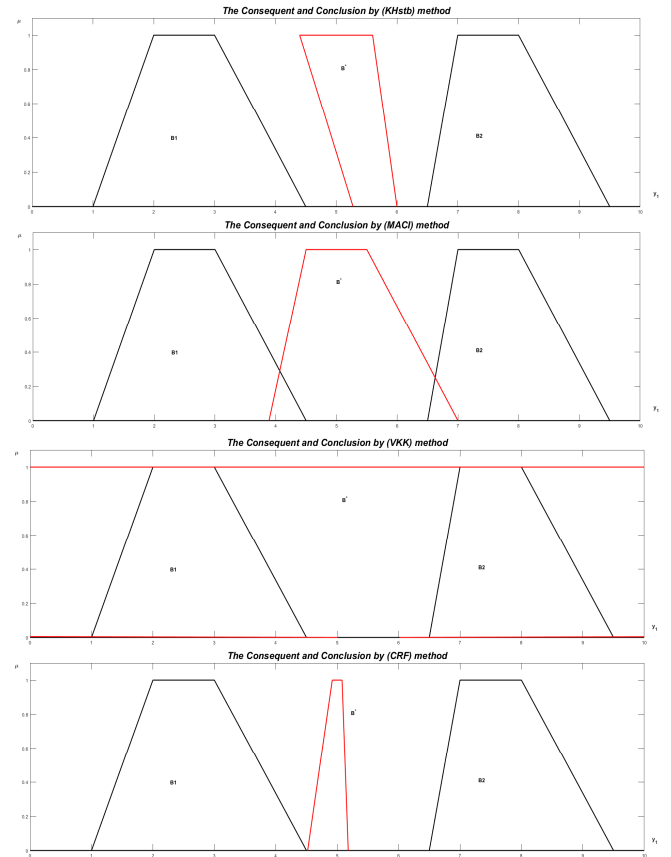 The Consequent and Conclusion by (KHstb) method
μ
1
B*
0.8
0.6
B1
B2
0.4
0.2
y1
0
0 1 2 3 4 5 6 7 8 9 10
The Consequent and Conclusion by (MACI) method
μ
1
B*
0.8
0.6
B1
B2
0.4
0.2
y1
0
0 1 2 3 4 5 6 7 8 9 10
The Consequent and Conclusion by (VKK) method
μ
1
B*
0.8
0.6
B1
B2
0.4
0.2
y1
0
0 1 2 3 4 5 6 7 8 9 10
The Consequent and Conclusion by (CRF) method
μ
1
B*
0.8
0.6
B1
B2
0.4
0.2
y1
0
0 1 2 3 4 5 6 7 8 9 10